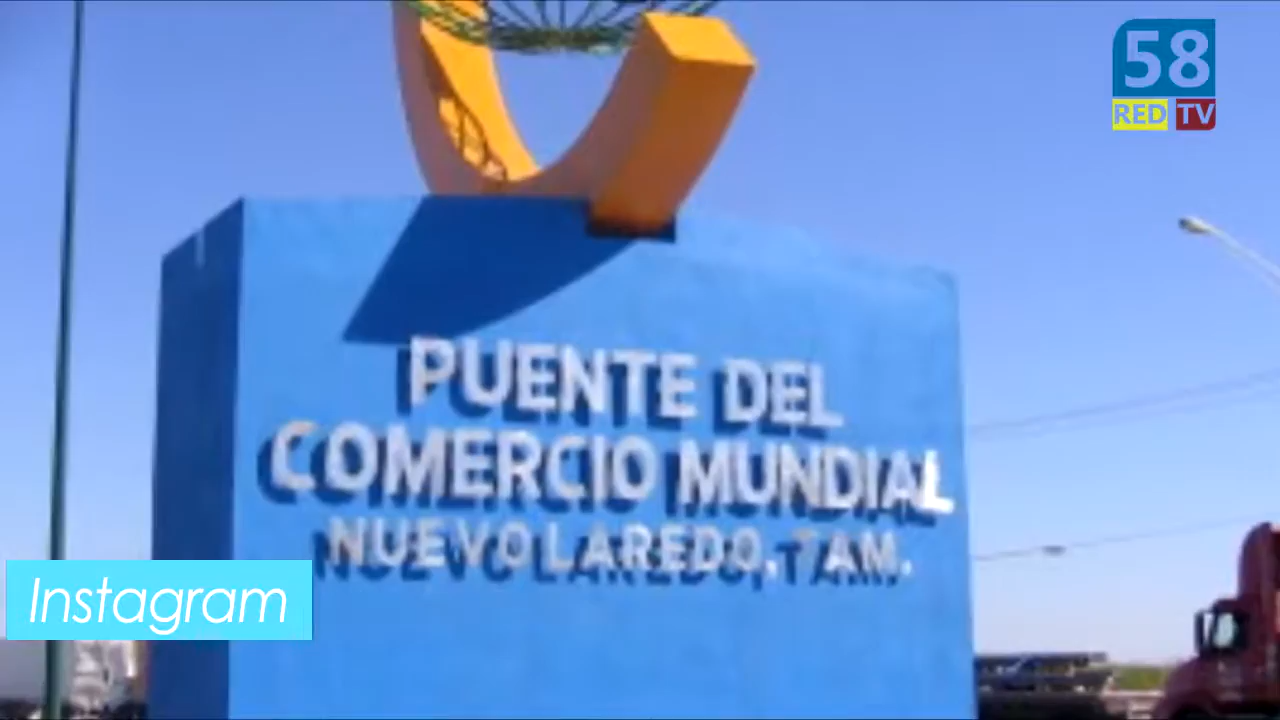 58
RED TV
PUENTE DEL
COMERCIO MUNDIAL
NUEVO LAREDO, TAM.
Instagram